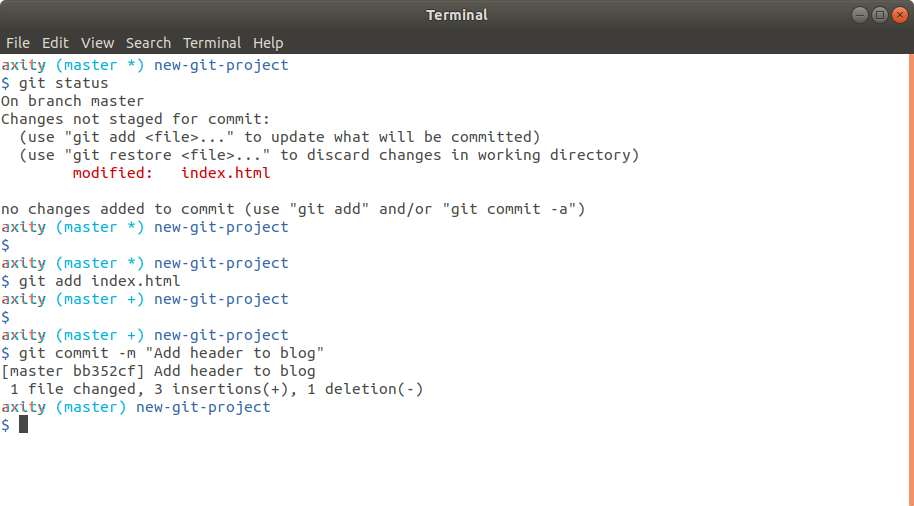 Terminal
File Edit View Search Terminal Help
axity (master *) new-git-project
$ git status
On branch master
Changes not staged for commit:
  (use "git add <file>..." to update what will be committed)
  (use "git restore <file>..." to discard changes in working directory)
        modified:   index.html

no changes added to commit (use "git add" and/or "git commit -a")
axity (master *) new-git-project
$
axity (master *) new-git-project
$ git add index.html
axity (master +) new-git-project
$
axity (master +) new-git-project
$ git commit -m "Add header to blog"
[master bb352cf] Add header to blog
 1 file changed, 3 insertions(+), 1 deletion(-)
axity (master) new-git-project
$